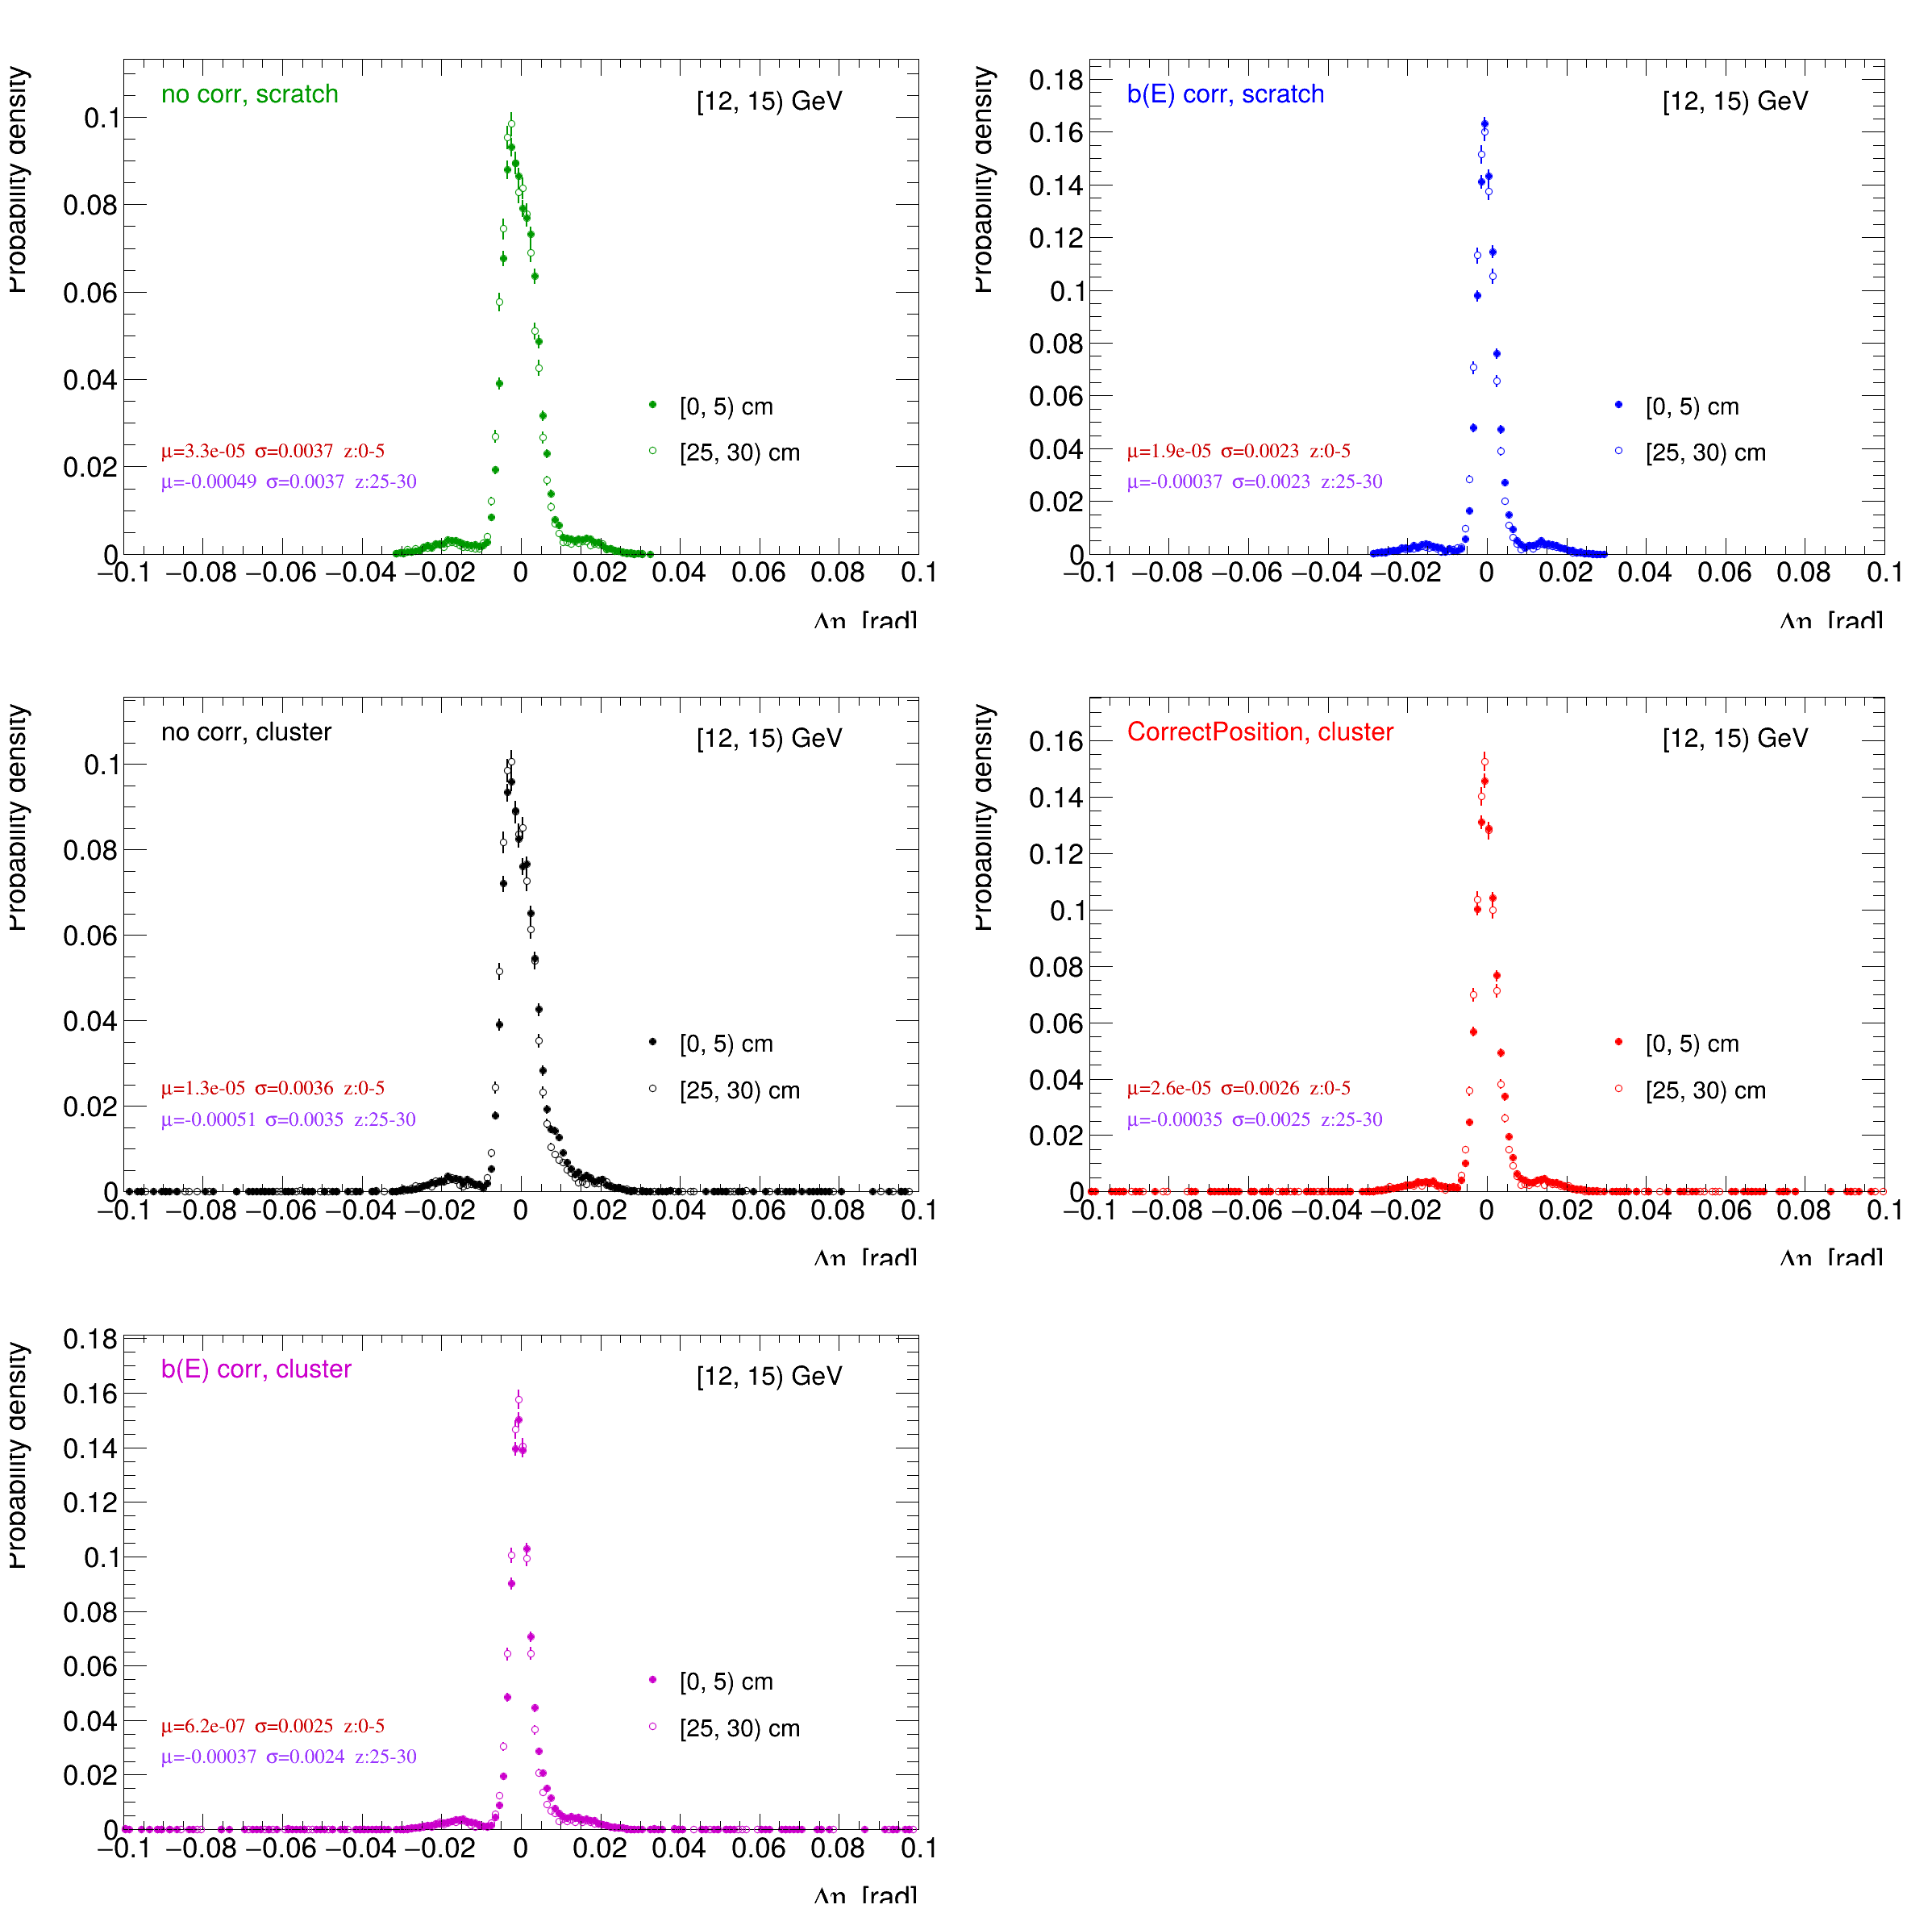 no corr, scratch
[12, 15) GeV
Probability density
0.1
0.08
0.06
0.04
0.02
0
[0, 5) cm
[25, 30) cm
μ=3.3e-05 σ=0.0037 z:0-5
μ=-0.00049 σ=0.0037 z:25-30
−0.1 −0.08 −0.06 −0.04 −0.02 0 0.02 0.04 0.06 0.08 0.1
Δη [rad]
b(E) corr, scratch
[12, 15) GeV
Probability density
0.18
0.16
0.14
0.12
0.1
0.08
0.06
0.04
0.02
0
[0, 5) cm
[25, 30) cm
μ=1.9e-05 σ=0.0023 z:0-5
μ=-0.00037 σ=0.0023 z:25-30
−0.1 −0.08 −0.06 −0.04 −0.02 0 0.02 0.04 0.06 0.08 0.1
Δη [rad]
no corr, cluster
[12, 15) GeV
Probability density
0.1
0.08
0.06
0.04
0.02
0
[0, 5) cm
[25, 30) cm
μ=1.3e-05 σ=0.0036 z:0-5
μ=-0.00051 σ=0.0035 z:25-30
−0.1 −0.08 −0.06 −0.04 −0.02 0 0.02 0.04 0.06 0.08 0.1
Δη [rad]
CorrectPosition, cluster
[12, 15) GeV
Probability density
0.16
0.14
0.12
0.1
0.08
0.06
0.04
0.02
0
[0, 5) cm
[25, 30) cm
μ=2.6e-05 σ=0.0026 z:0-5
μ=-0.00035 σ=0.0025 z:25-30
−0.1 −0.08 −0.06 −0.04 −0.02 0 0.02 0.04 0.06 0.08 0.1
Δη [rad]
b(E) corr, cluster
[12, 15) GeV
Probability density
0.18
0.16
0.14
0.12
0.1
0.08
0.06
0.04
0.02
0
[0, 5) cm
[25, 30) cm
μ=6.2e-07 σ=0.0025 z:0-5
μ=-0.00037 σ=0.0024 z:25-30
−0.1 −0.08 −0.06 −0.04 −0.02 0 0.02 0.04 0.06 0.08 0.1
Δη [rad]